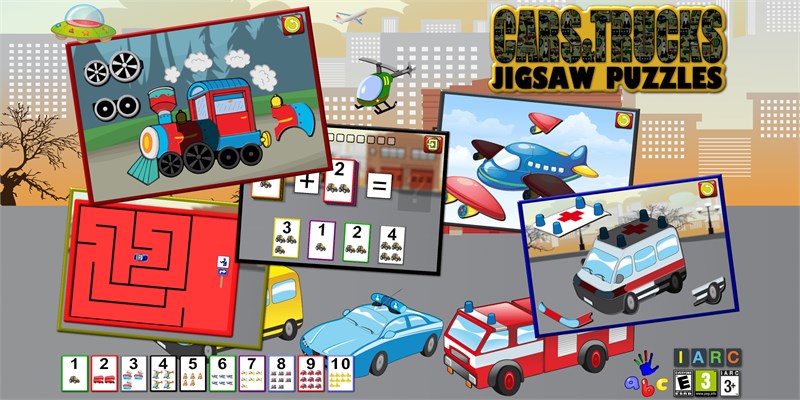 CARS & TRUCKS
JIGSAW PUZZLES
2
+ =
3 1 2 4
1 2 3 4 5 6 7 8 9 10
IARC
abc
E 3 IARC
3+